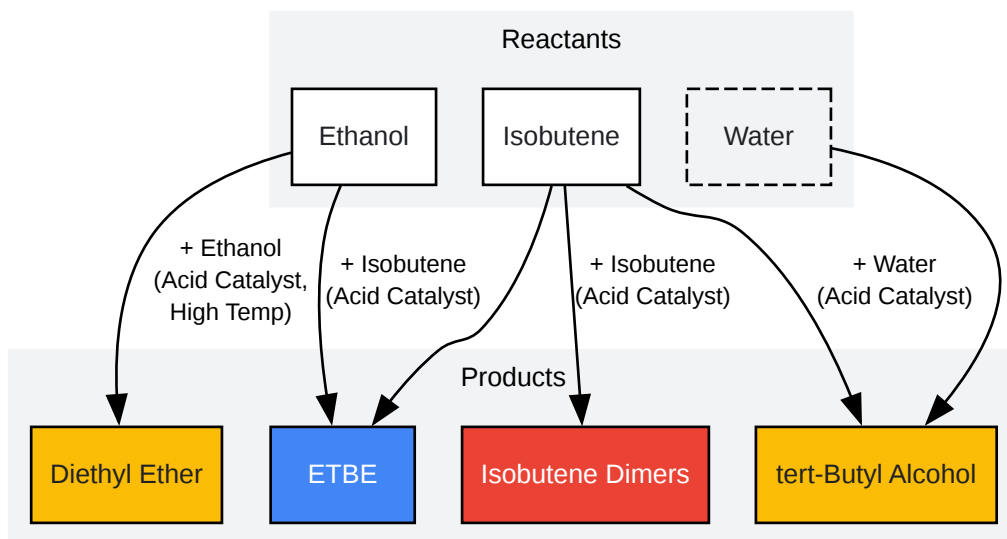 Reactants
Ethanol
Isobutene
Water
+ Ethanol
(Acid Catalyst,
High Temp)
+ Isobutene
(Acid Catalyst)
+ Isobutene
(Acid Catalyst)
+ Water
(Acid Catalyst)
Products
Diethyl Ether
ETBE
Isobutene Dimers
tert-Butyl Alcohol